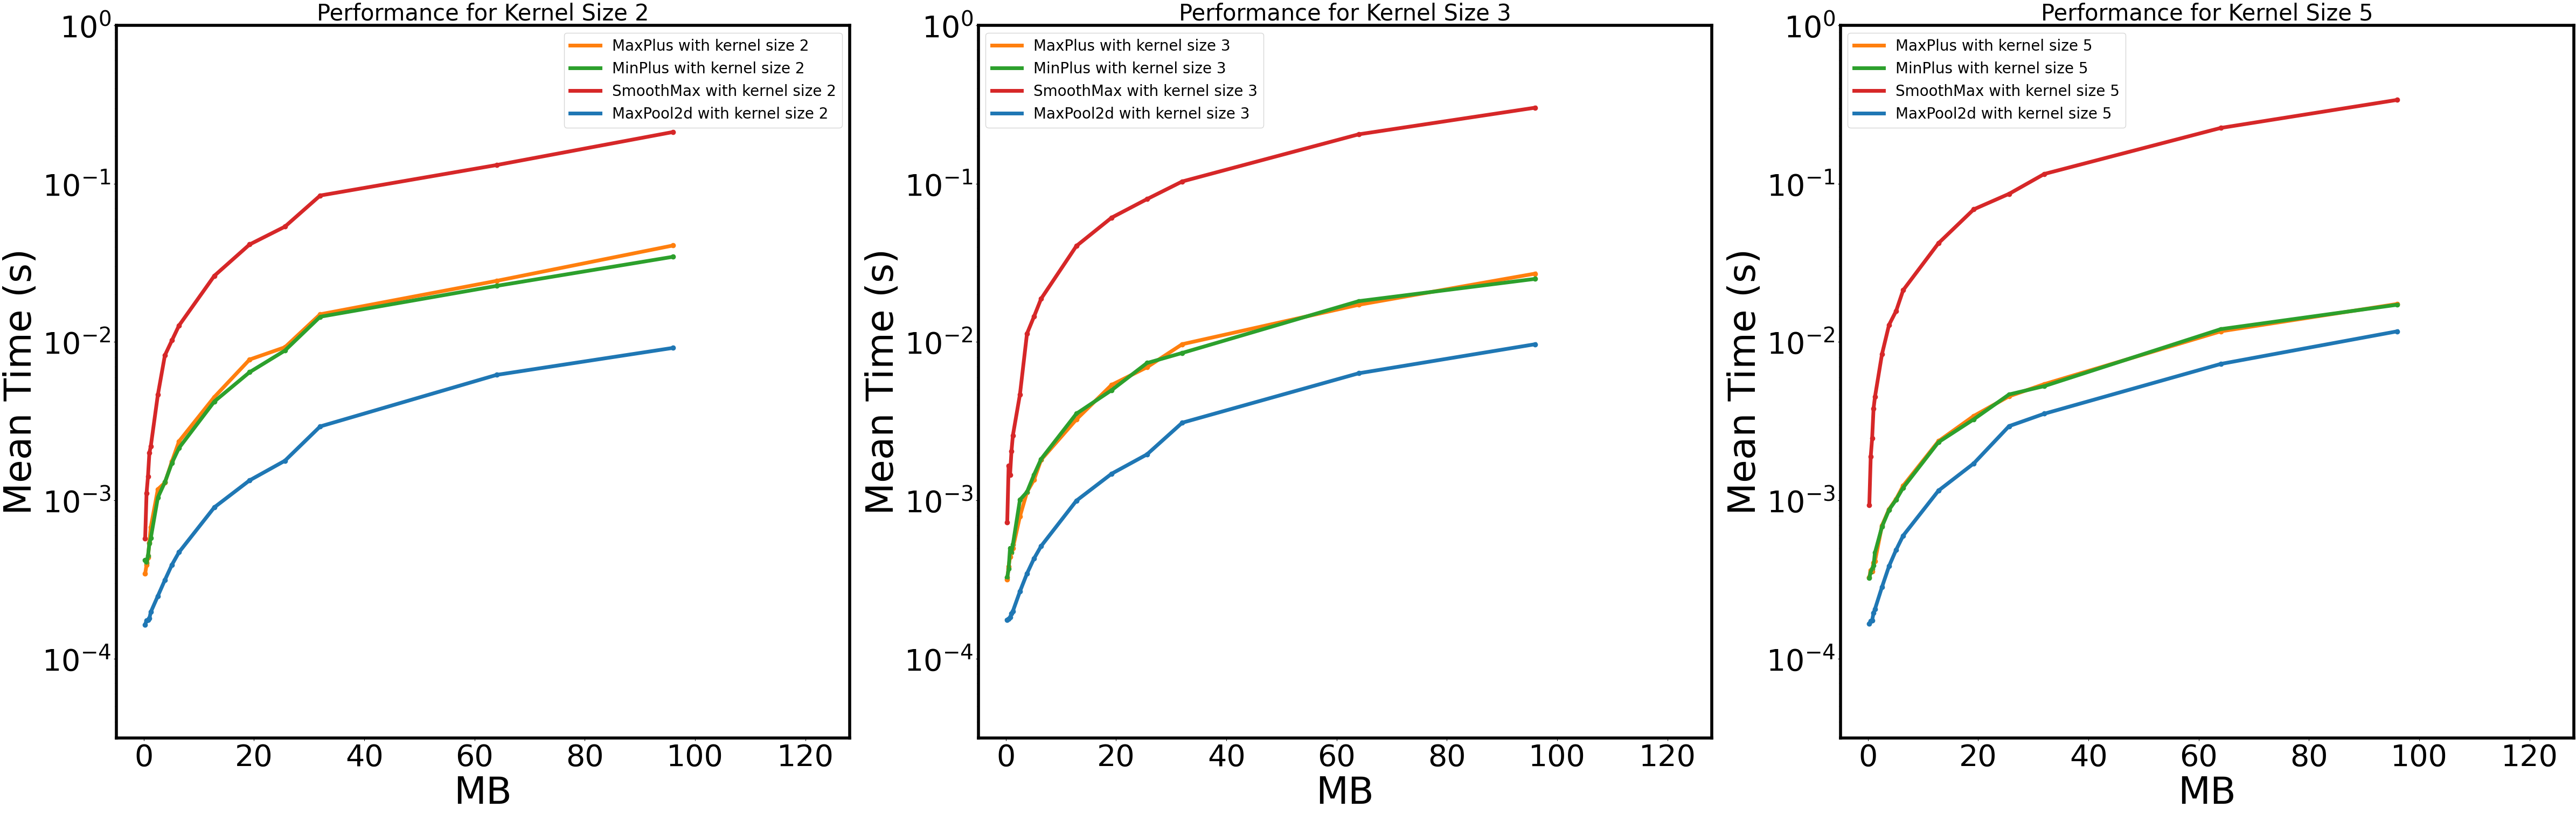 Performance for Kernel Size 2
MaxPlus with kernel size 2
MinPlus with kernel size 2
SmoothMax with kernel size 2
MaxPool2d with kernel size 2
Mean Time (s)
10⁰
10⁻¹
10⁻²
10⁻³
10⁻⁴
0 20 40 60 80 100 120
MB
Performance for Kernel Size 3
MaxPlus with kernel size 3
MinPlus with kernel size 3
SmoothMax with kernel size 3
MaxPool2d with kernel size 3
Mean Time (s)
10⁰
10⁻¹
10⁻²
10⁻³
10⁻⁴
0 20 40 60 80 100 120
MB
Performance for Kernel Size 5
MaxPlus with kernel size 5
MinPlus with kernel size 5
SmoothMax with kernel size 5
MaxPool2d with kernel size 5
Mean Time (s)
10⁰
10⁻¹
10⁻²
10⁻³
10⁻⁴
0 20 40 60 80 100 120
MB